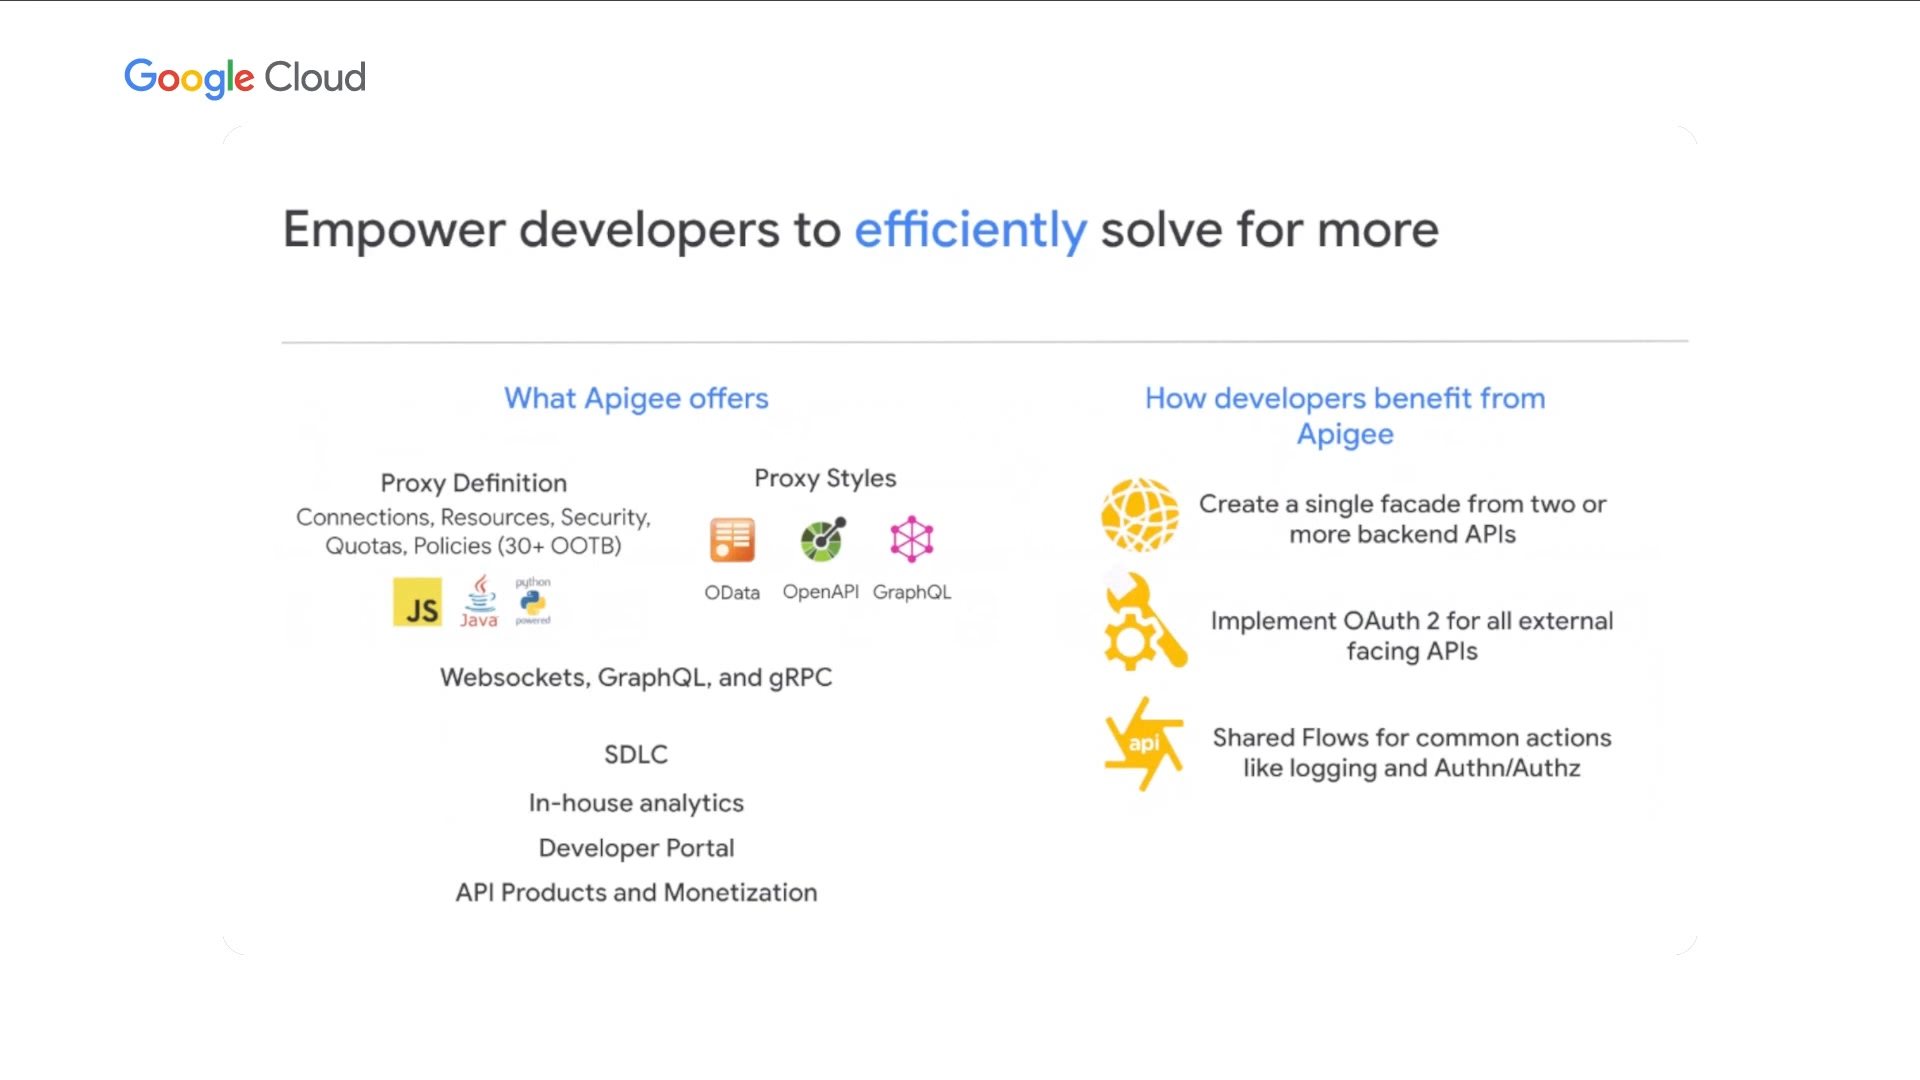 Google Cloud
Empower developers to efficiently solve for more
What Apigee offers
Proxy Definition
Connections, Resources, Security,
Quotas, Policies (30+ OOTB)
JS
Java
python
powered
Proxy Styles
OData
OpenAPI
GraphQL
Websockets, GraphQL, and gRPC
SDLC
In-house analytics
Developer Portal
API Products and Monetization
How developers benefit from
Apigee
Create a single facade from two or
more backend APIs
Implement OAuth 2 for all external
facing APIs
api
Shared Flows for common actions
like logging and Authn/Authz